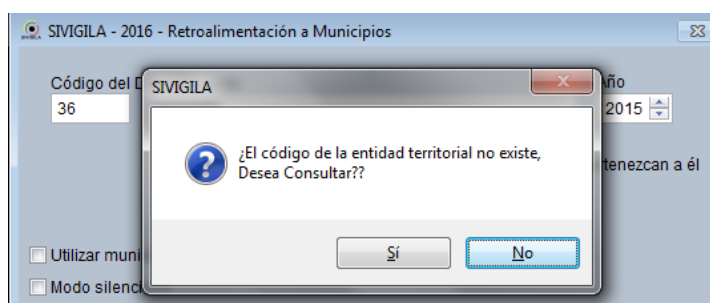 SIVIGILA - 2016 - Retroalimentación a Municipios
Código del
Año
36
2015
SIVIGILA
¿El código de la entidad territorial no existe,
Desea Consultar??
tenezcan a él
Sí
No
Utilizar muni
Modo silenc